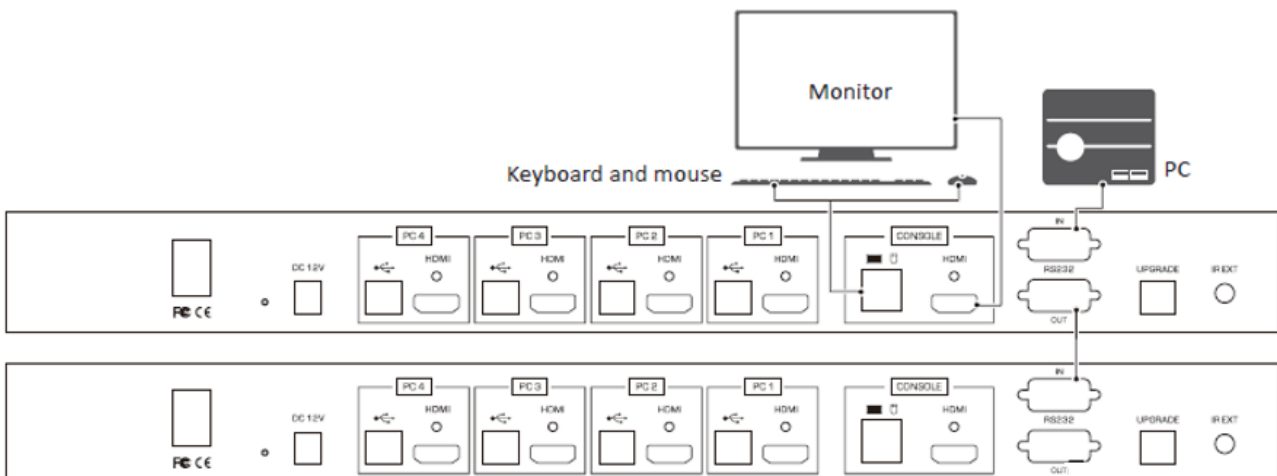 Monitor
Keyboard and mouse
PC
PC 4
PC 3
PC 2
PC 1
CONSOLE
IN
DC 12V
HDMI
HDMI
HDMI
HDMI
HDMI
RS232
UPGRADE
IR EXT
FC CE
OUT
PC 4
PC 3
PC 2
PC 1
CONSOLE
IN
DC 12V
HDMI
HDMI
HDMI
HDMI
HDMI
RS232
UPGRADE
IR EXT
FC CE
OUT